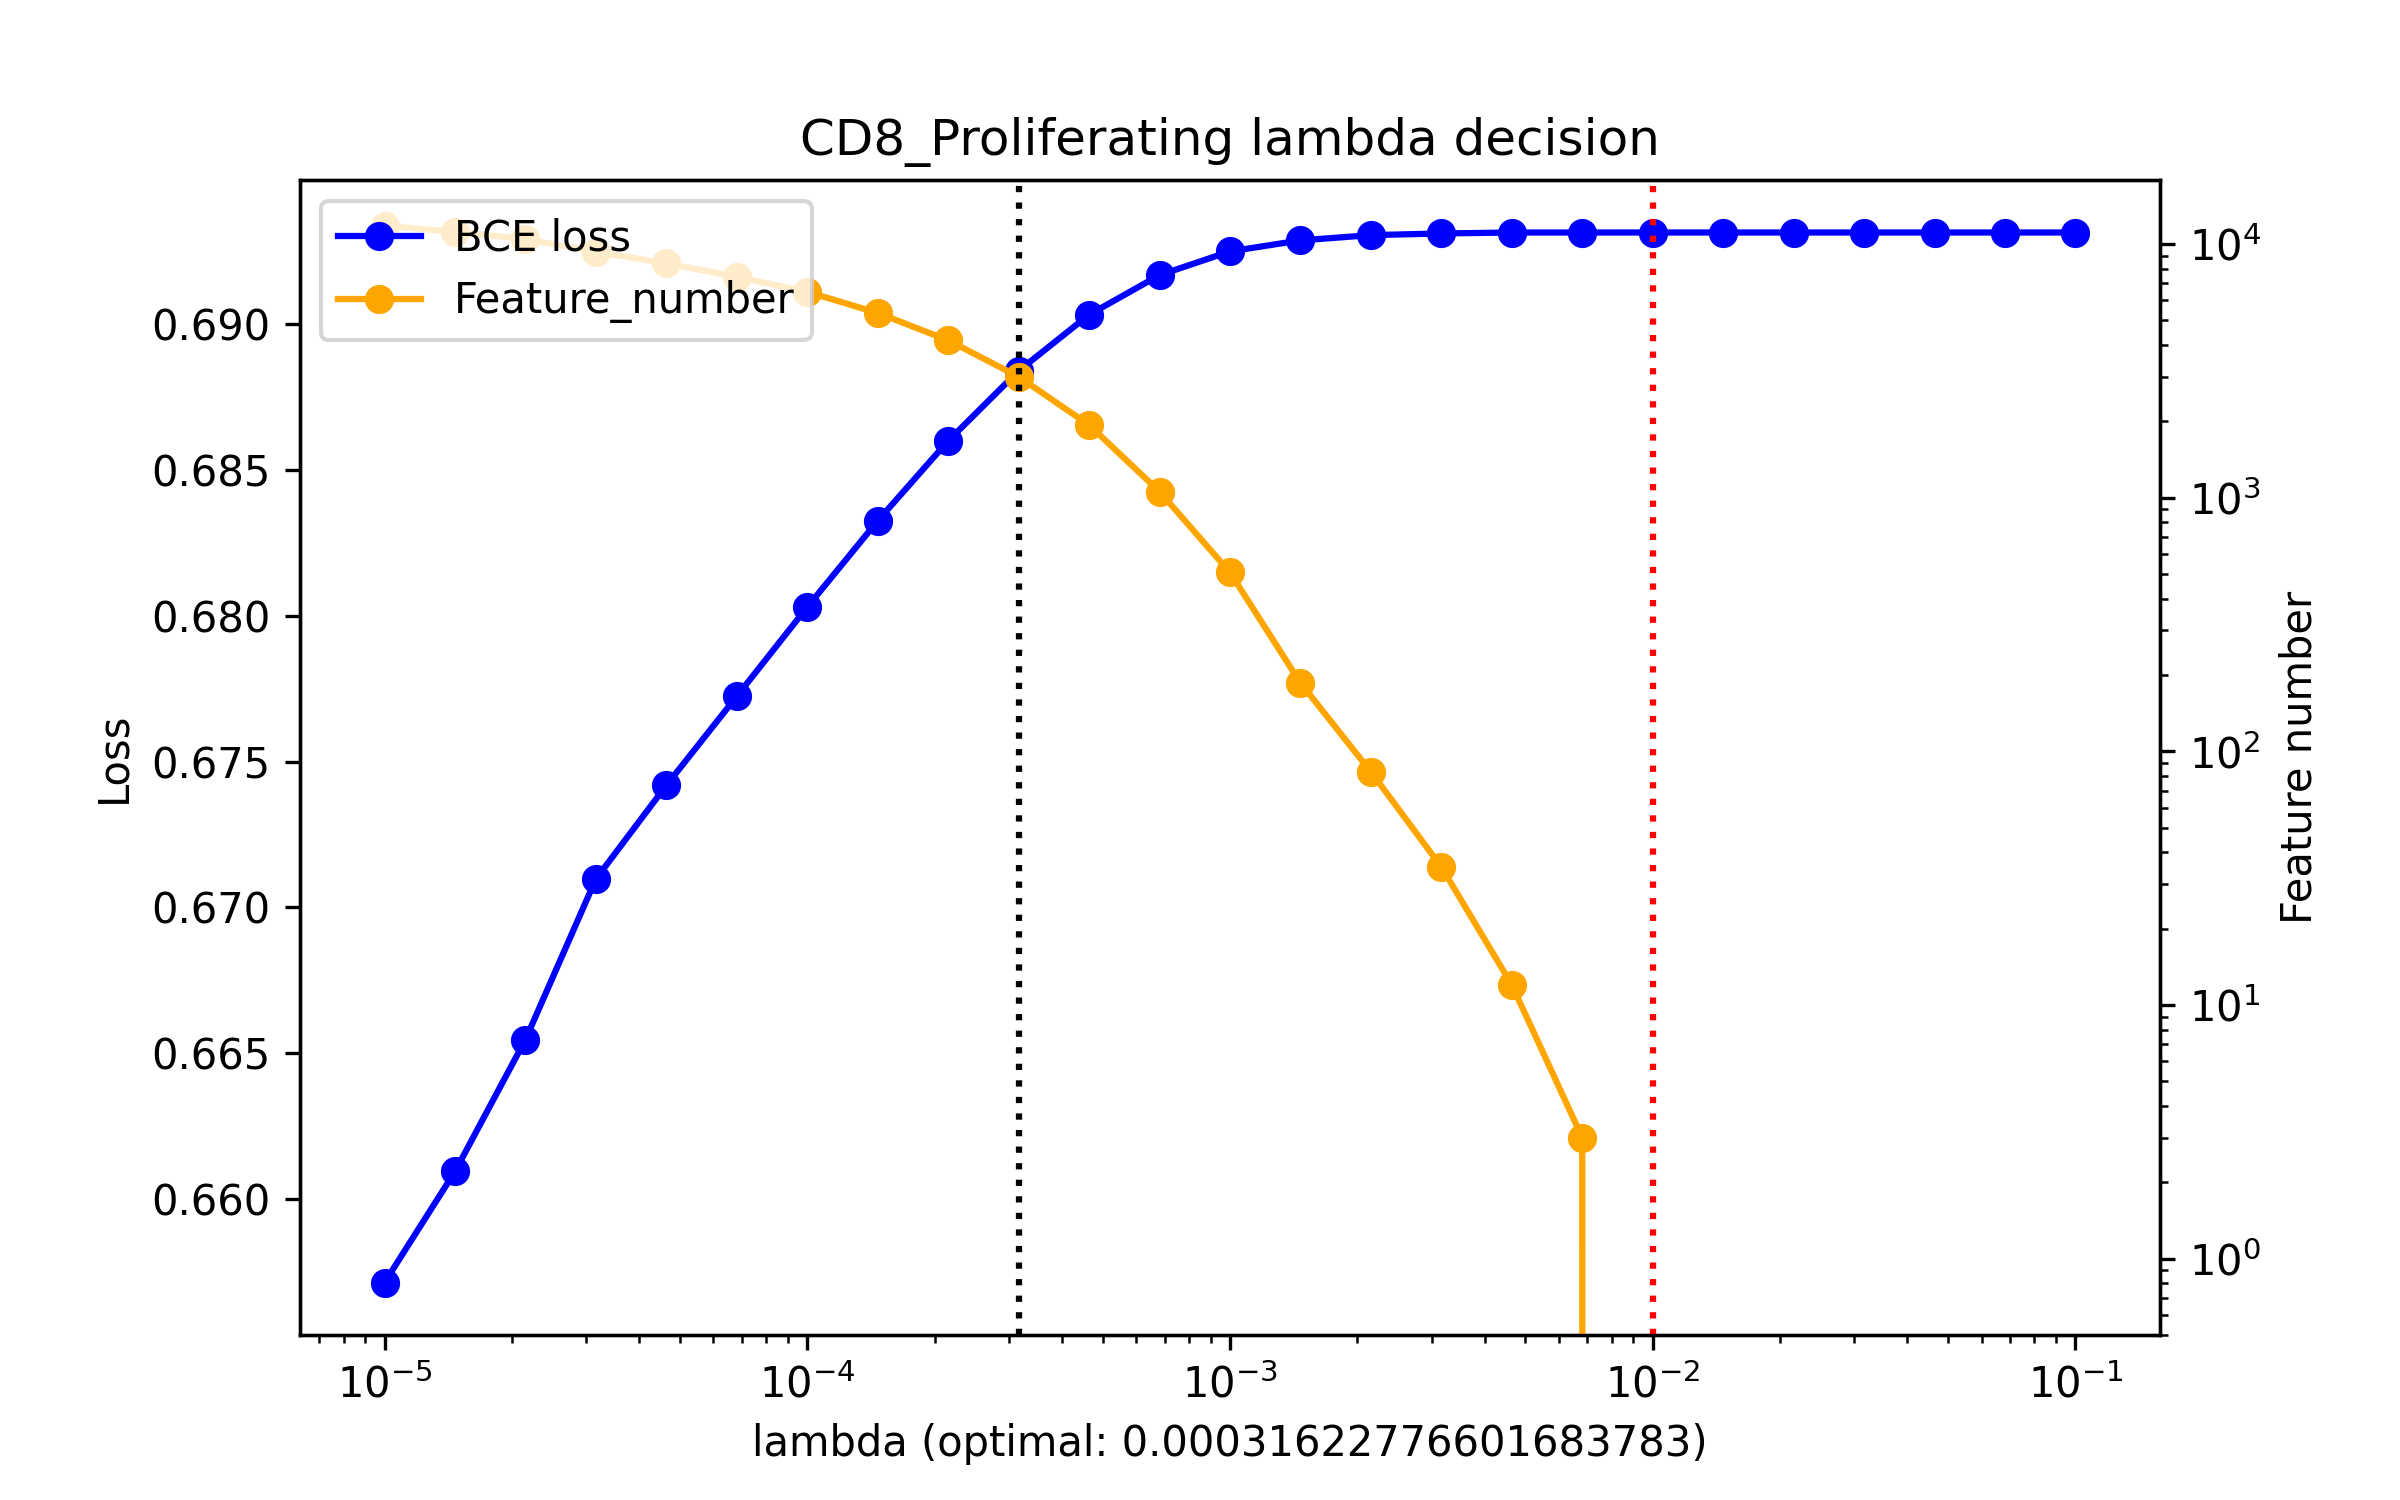 CD8_Proliferating lambda decision
BCE loss
Feature_number
0.690
0.685
0.680
0.675
0.670
0.665
0.660
Loss
10⁴
10³
10²
10¹
10⁰
Feature number
10⁻⁵ 10⁻⁴ 10⁻³ 10⁻² 10⁻¹
lambda (optimal: 0.00031622776601683783)